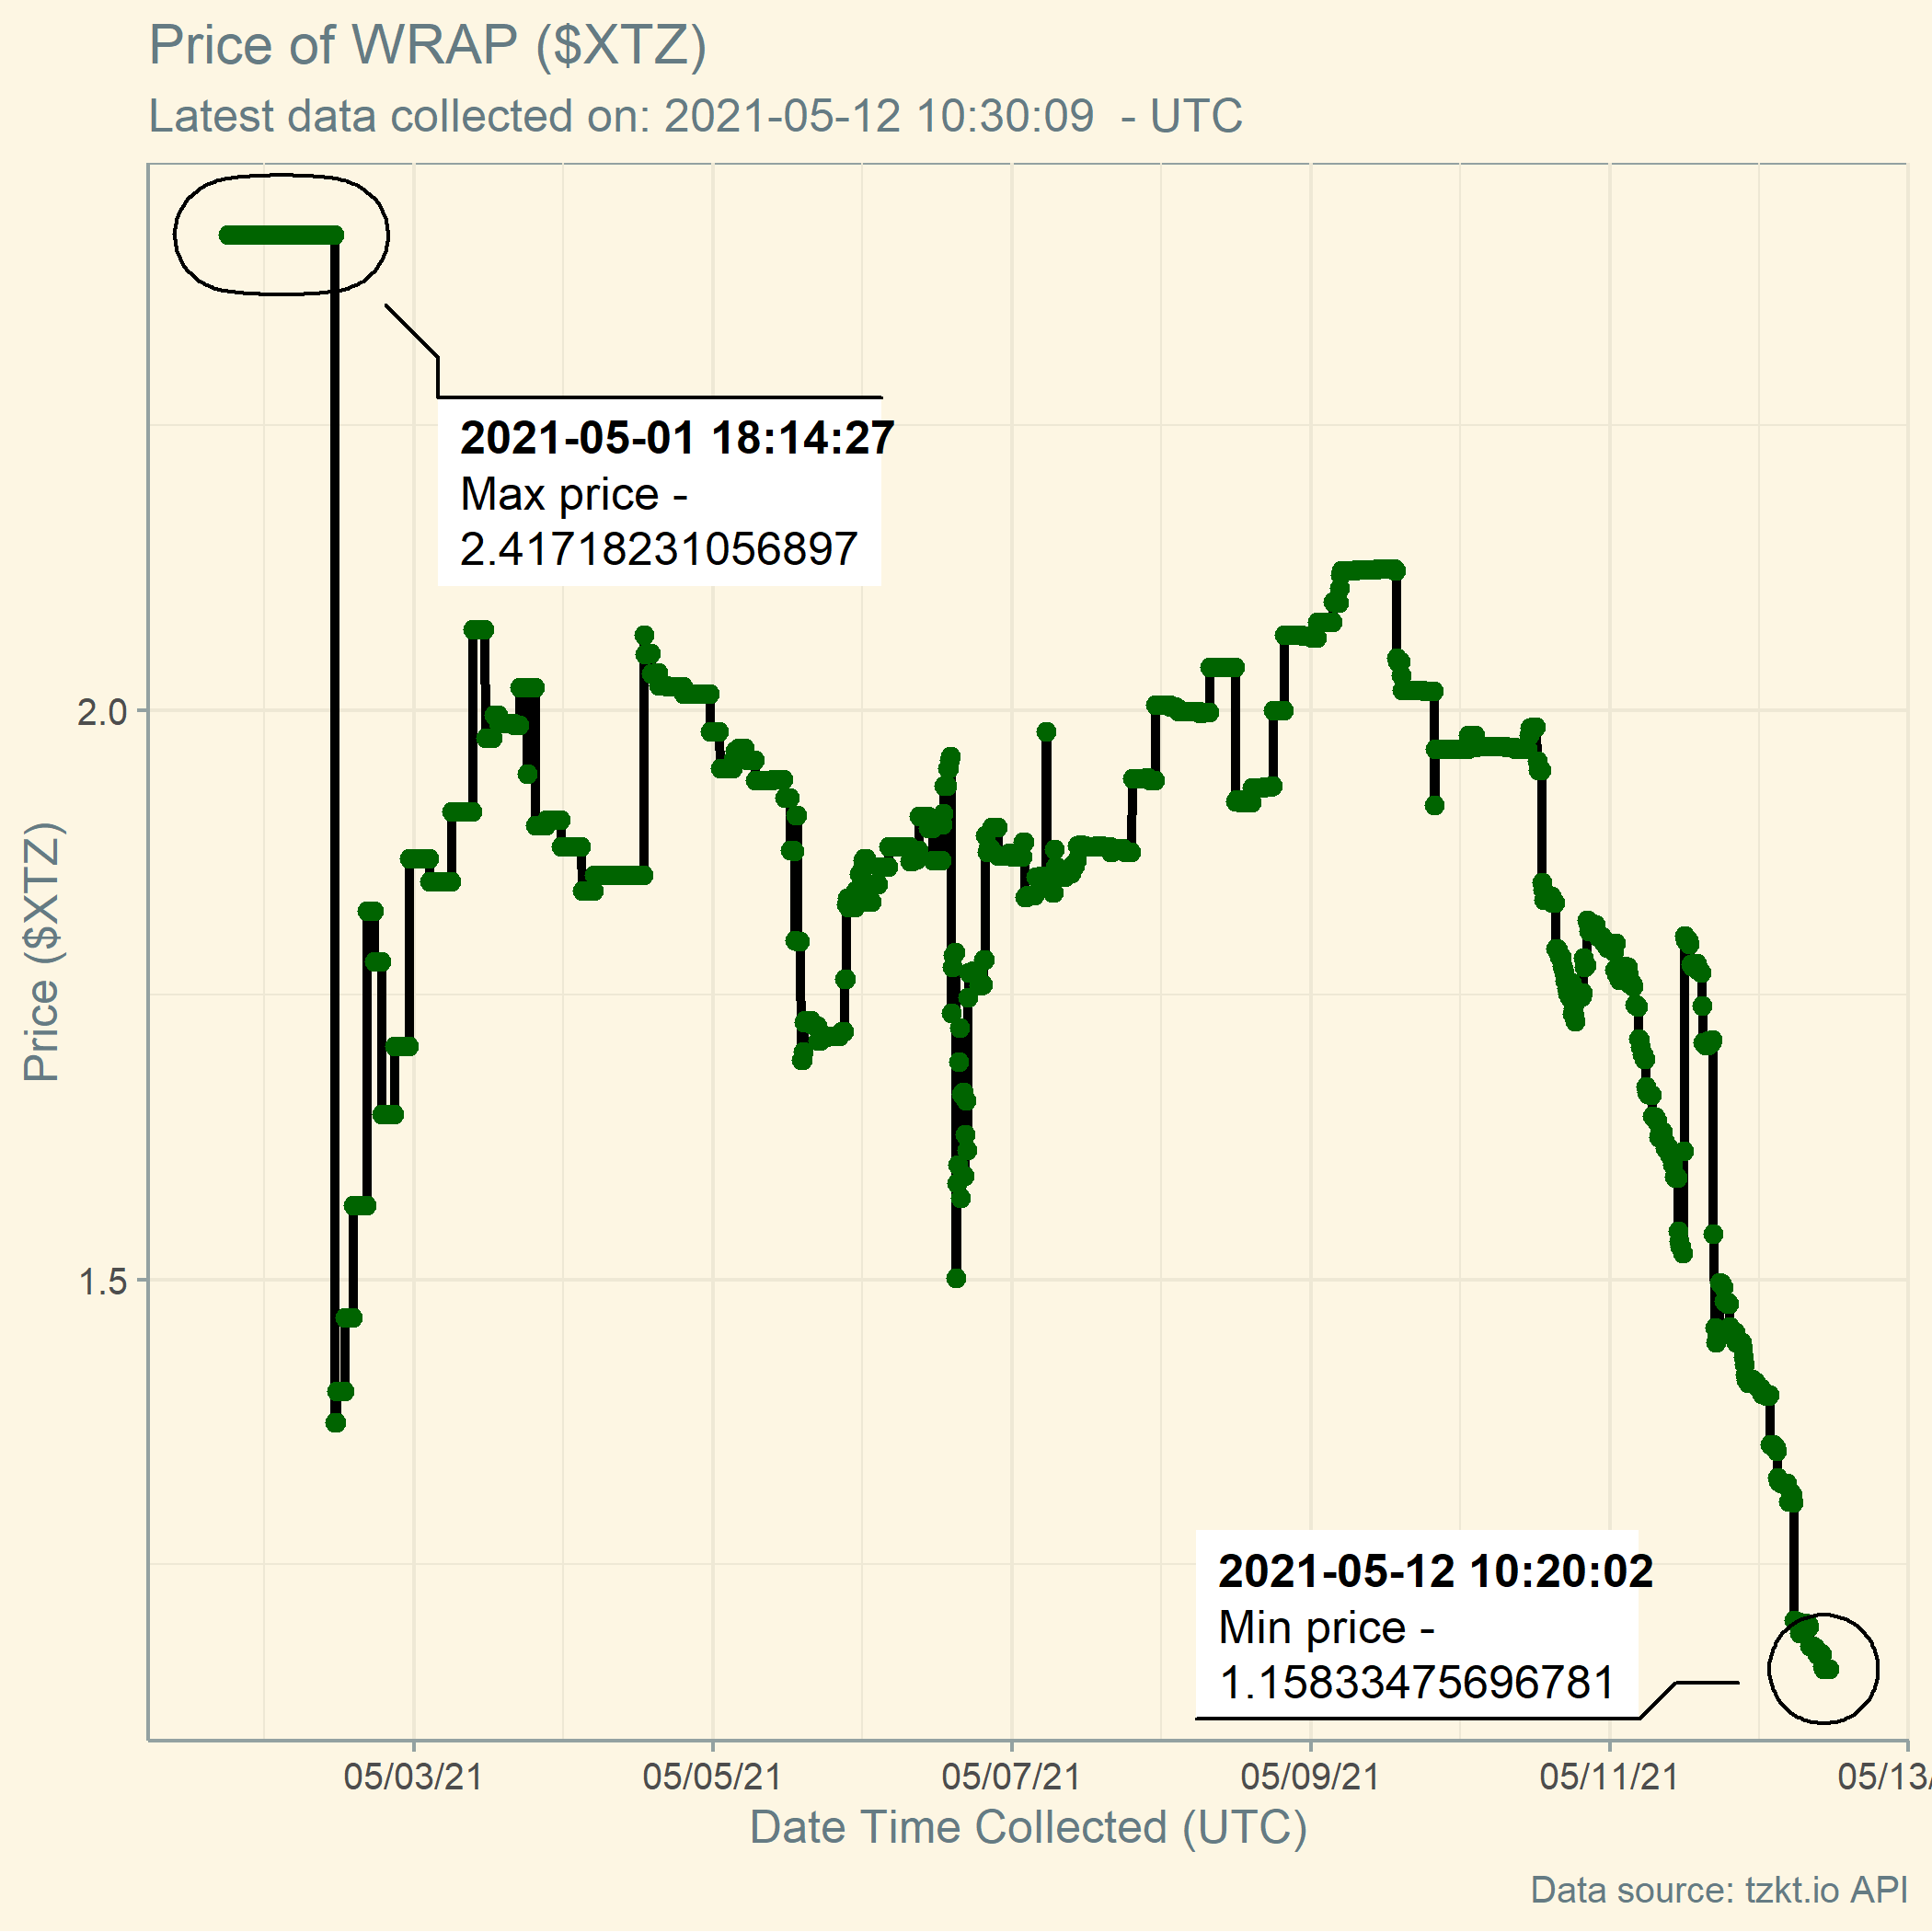 Price of WRAP ($XTZ)
Latest data collected on: 2021-05-12 10:30:09  - UTC
2021-05-01 18:14:27
Max price -
2.41718231056897
2.0
Price ($XTZ)
1.5
2021-05-12 10:20:02
Min price -
1.15833475696781
05/03/21 05/05/21 05/07/21 05/09/21 05/11/21 05/13/
Date Time Collected (UTC)
Data source: tzkt.io API